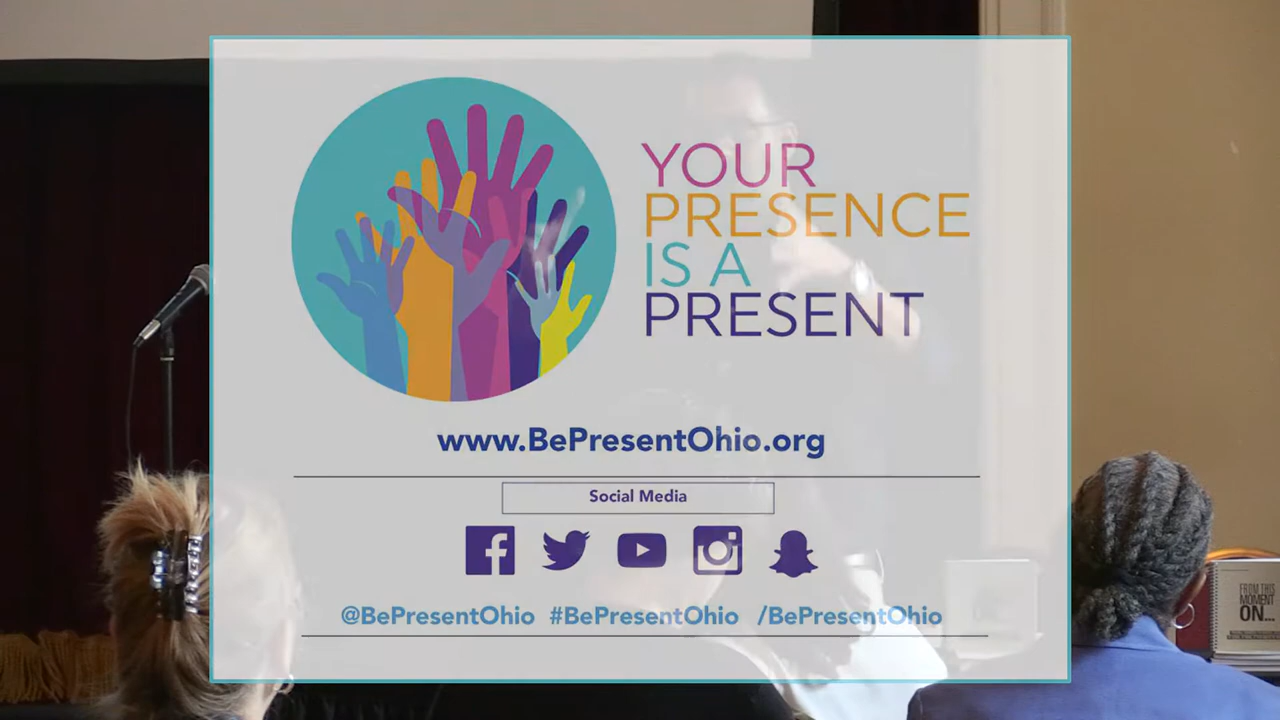 YOUR
PRESENCE
IS A
PRESENT
www.BePresentOhio.org
Social Media
@BePresentOhio #BePresentOhio /BePresentOhio
FROM THIS
MOMENT
ON...